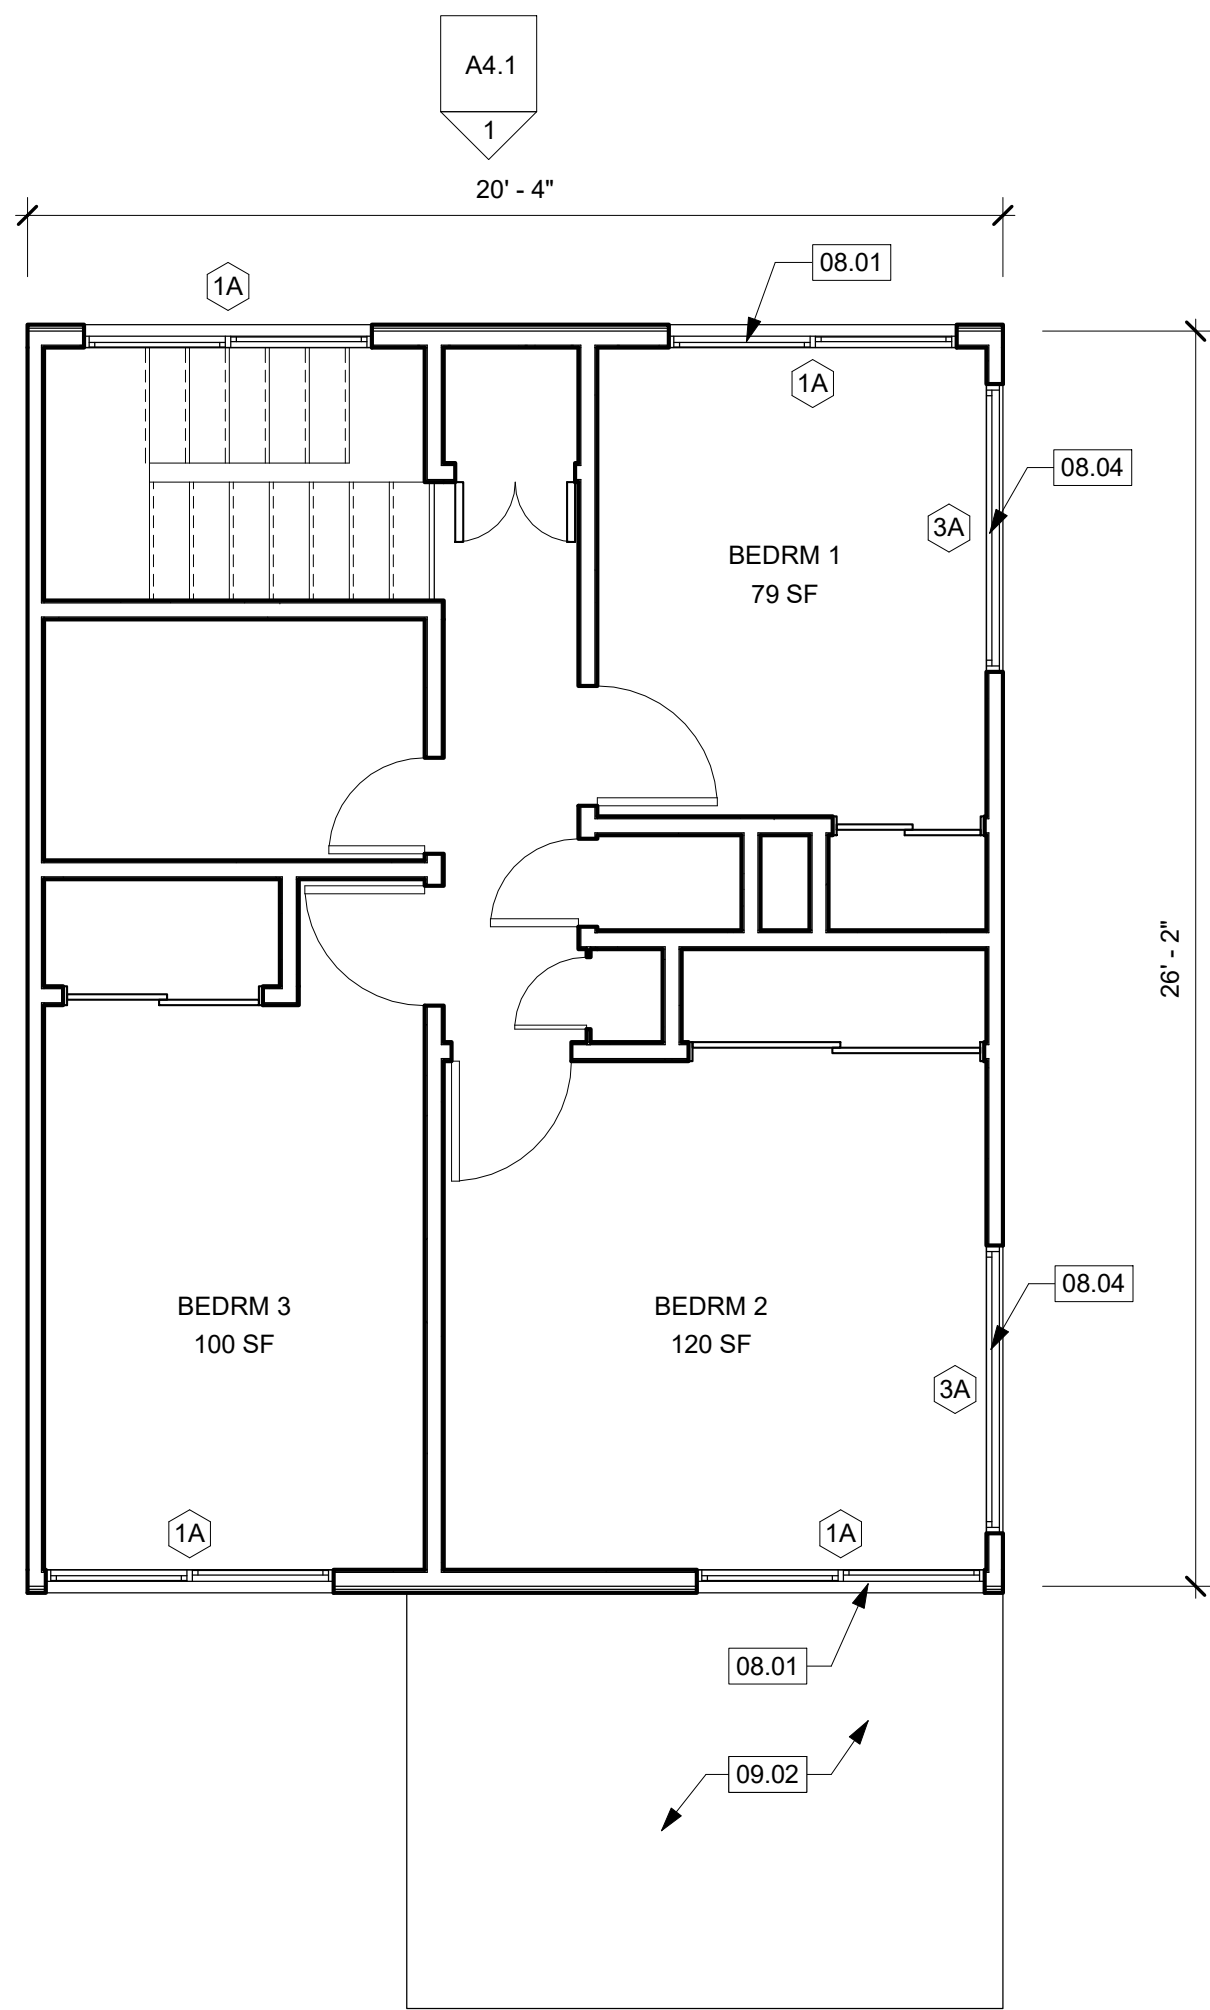 A4.1
1
20' - 4"
1A
08.01
1A
08.04
3A
BEDRM 1
79 SF
26' - 2"
BEDRM 3
100 SF
BEDRM 2
120 SF
08.04
3A
1A
1A
08.01
09.02